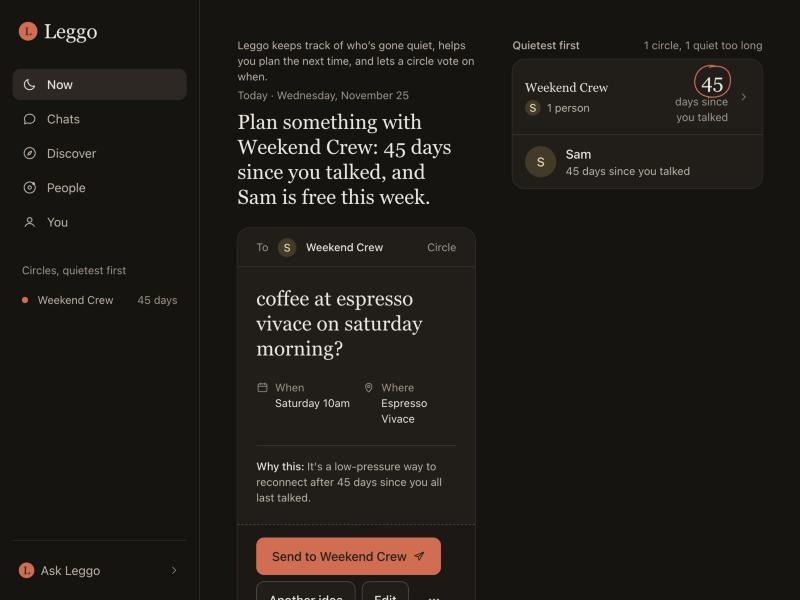 L Leggo
Now
Chats
Discover
People
You
Circles, quietest first
Weekend Crew 45 days
L Ask Leggo
Leggo keeps track of who's gone quiet, helps
you plan the next time, and lets a circle vote on
when.
Today · Wednesday, November 25
Plan something with
Weekend Crew: 45 days
since you talked, and
Sam is free this week.
To S Weekend Crew Circle
coffee at espresso
vivace on saturday
morning?
When
Saturday 10am
Where
Espresso
Vivace
Why this: It's a low-pressure way to
reconnect after 45 days since you all
last talked.
Send to Weekend Crew
Another idea Edit ...
Quietest first 1 circle, 1 quiet too long
Weekend Crew
S 1 person
45
days since
you talked
S Sam
45 days since you talked